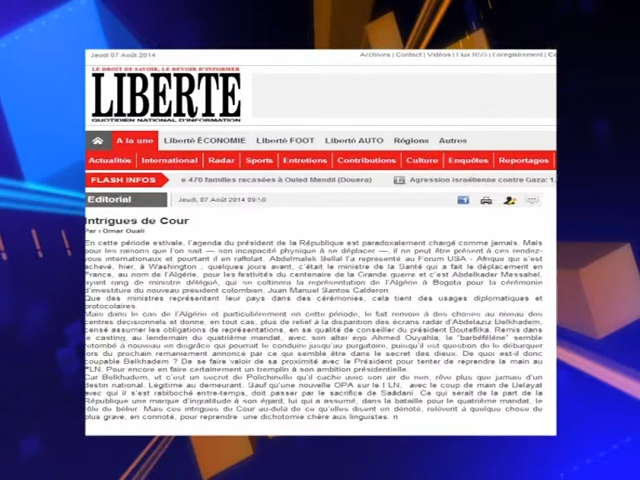 Jeudi 07 Août 2014
Archives | Contact | Vidéos | Flux RSS | Enregistrement |
LE DROIT DE SAVOIR, LE DEVOIR D'INFORMER
LIBERTE
QUOTIDIEN NATIONAL D'INFORMATION
A la une Liberté ÉCONOMIE Liberté FOOT Liberté AUTO Régions Autres
Actualités International Radar Sports Entretiens Contributions Culture Enquêtes Reportages
FLASH INFOS e 470 familles recasées à Ouled Mendil (Douera) Agression israélienne contre Gaza: 1.
Editorial Jeudi, 07 Août 2014 09:50
Intrigues de Cour
Par : Omar Ouali
En cette période estivale, l'agenda du président de la République est paradoxalement chargé comme jamais. Mais
pour les raisons que l'on sait — son incapacité physique à se déplacer —, il ne peut être présent à ces rendez-
vous internationaux et pourtant il en raffolait. Abdelmalek Sellal l'a représenté au Forum USA - Afrique qui s'est
achevé, hier, à Washington ; quelques jours avant, c'était le ministre de la Santé qui a fait le déplacement en
France, au nom de l'Algérie, pour les festivités du centenaire de la Grande guerre et c'est Abdelkader Messahel,
ayant rang de ministre délégué, qui se coltinera la représentation de l'Algérie à Bogota pour la cérémonie
d'investiture du nouveau président colombien, Juan Manuel Santos Calderon.
Que des ministres représentent leur pays dans des cérémonies, cela tient des usages diplomatiques et
protocolaires.
Mais dans le cas de l'Algérie et particulièrement en cette période, le fait renvoie à des choses au niveau des
centres décisionnels et donne, en tout cas, plus de relief à la disparition des écrans radar d'Abdelaziz Belkhadem,
censé assumer les obligations de représentations, en sa qualité de conseiller du président Bouteflika. Remis dans
le casting, au lendemain du quatrième mandat, avec son alter ego Ahmed Ouyahia, le "barbéfélène" semble
retombé à nouveau en disgrâce qui pourrait le conduire jusqu'au purgatoire, puisqu'il est question de le débarquer
lors du prochain remaniement annoncé par ce qui semble être dans le secret des dieux. De quoi est-il donc
coupable Belkhadem ? De se faire valoir de sa proximité avec le Président pour tenter de reprendre la main au
FLN. Pour encore en faire certainement un tremplin à son ambition présidentielle.
Car Belkhadem, et c'est un secret de Polichinelle qu'il cache avec son air de rien, rêve plus que jamais d'un
destin national. Légitime au demeurant. Sauf qu'une nouvelle OPA sur le FLN, avec le coup de main de Belayat
avec qui il s'est rabiboché entre-temps, doit passer par le sacrifice de Saâdani. Ce qui serait de la part de la
République une marque d'ingratitude à son égard, lui qui a assumé, dans la bataille pour le quatrième mandat, le
rôle du bélier. Mais ces intrigues de Cour au-delà de ce qu'elles disent en dénoté, relèvent à quelque chose de
plus grave, en connoté, pour reprendre une dichotomie chère aux linguistes. n